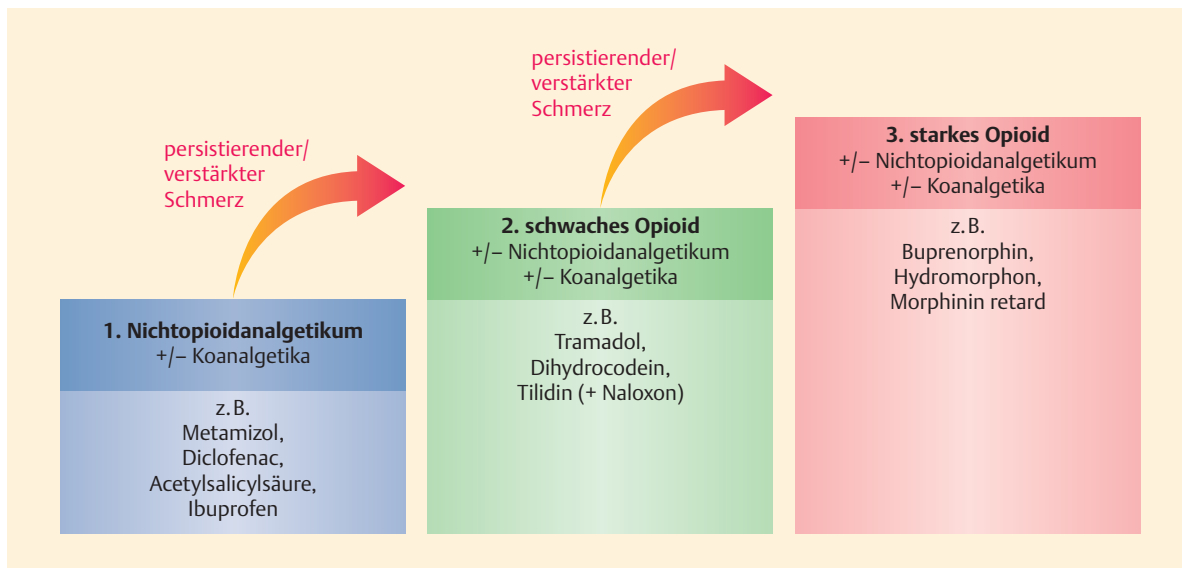 persistierender/
verstärkter
Schmerz
persistierender/
verstärkter
Schmerz
1. Nichtopioidanalgetikum
+/– Koanalgetika
z. B.
Metamizol,
Diclofenac,
Acetylsalicylsäure,
Ibuprofen
2. schwaches Opioid
+/– Nichtopioidanalgetikum
+/– Koanalgetika
z. B.
Tramadol,
Dihydrocodein,
Tilidin (+ Naloxon)
3. starkes Opioid
+/– Nichtopioidanalgetikum
+/– Koanalgetika
z. B.
Buprenorphin,
Hydromorphon,
Morphinin retard